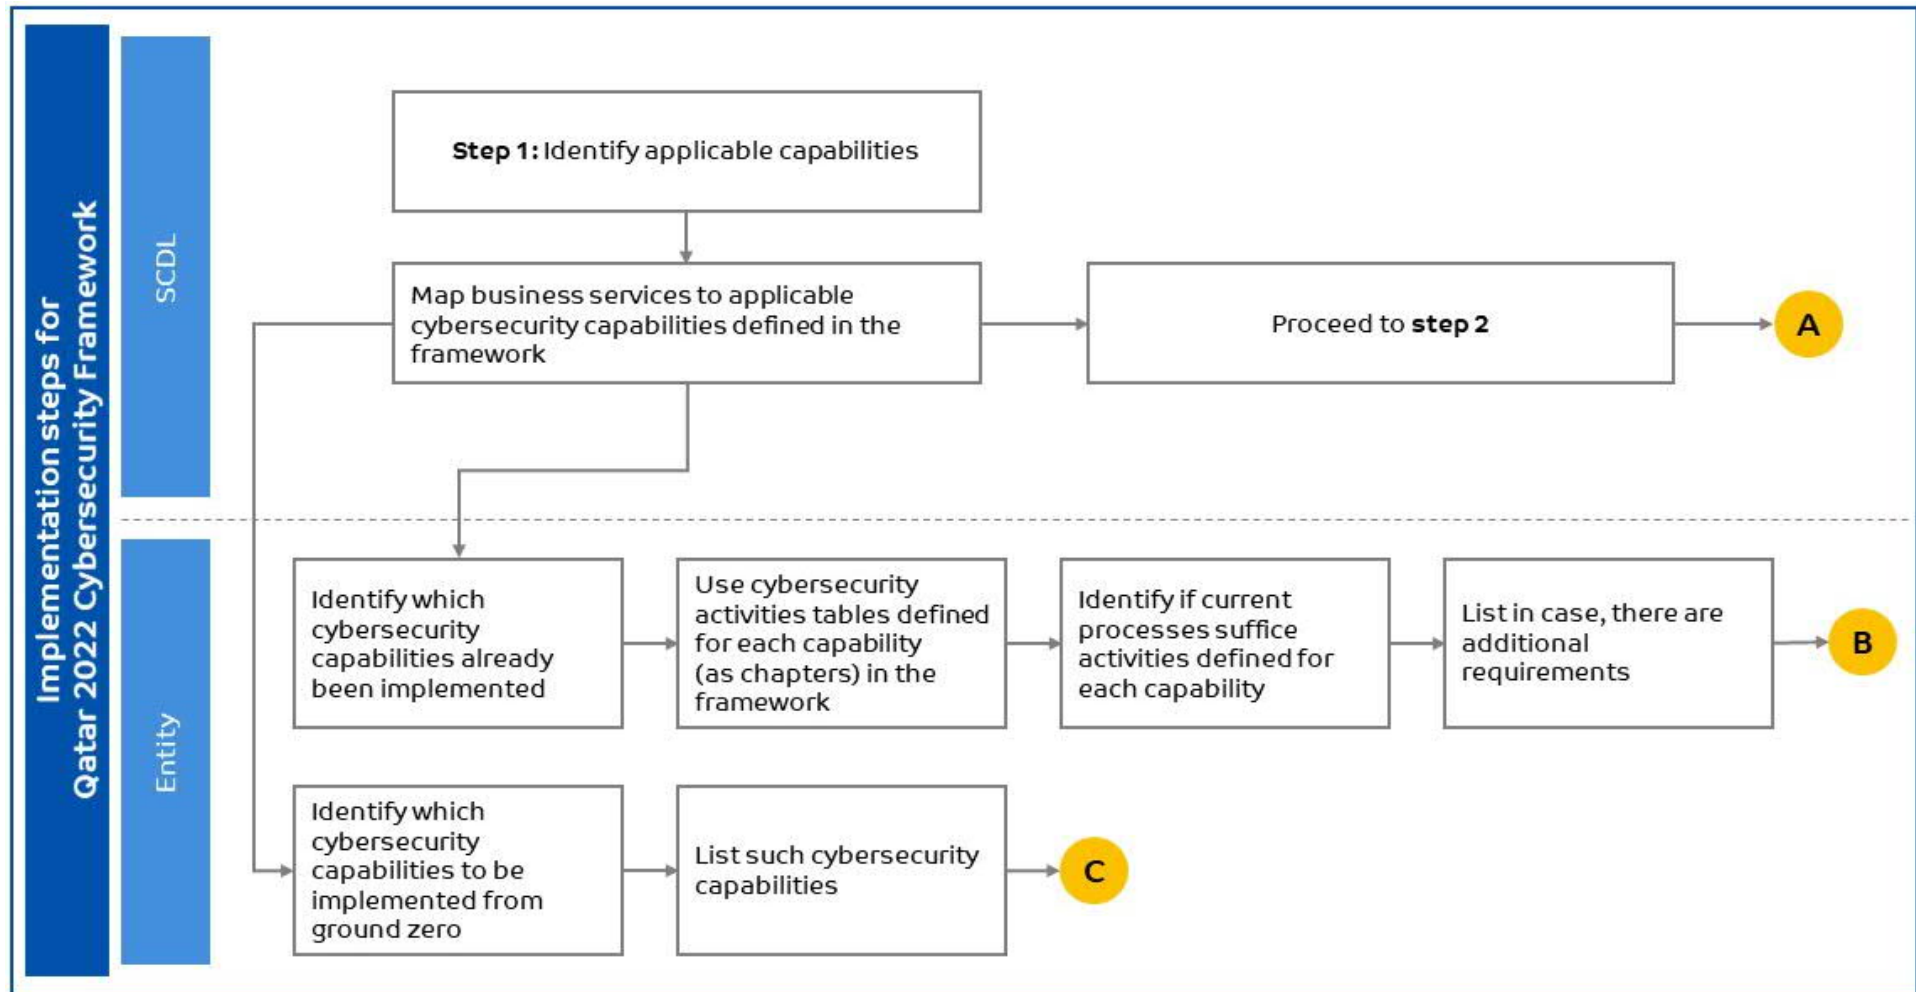 Implementation steps for
Qatar 2022 Cybersecurity Framework
SCDL
Step 1: Identify applicable capabilities
Map business services to applicable
cybersecurity capabilities defined in the
framework
Proceed to step 2
A
Entity
Identify which
cybersecurity
capabilities already
been implemented
Use cybersecurity
activities tables defined
for each capability
(as chapters) in the
framework
Identify if current
processes suffice
activities defined for
each capability
List in case, there are
additional
requirements
B
Identify which
cybersecurity
capabilities to be
implemented from
ground zero
List such cybersecurity
capabilities
C